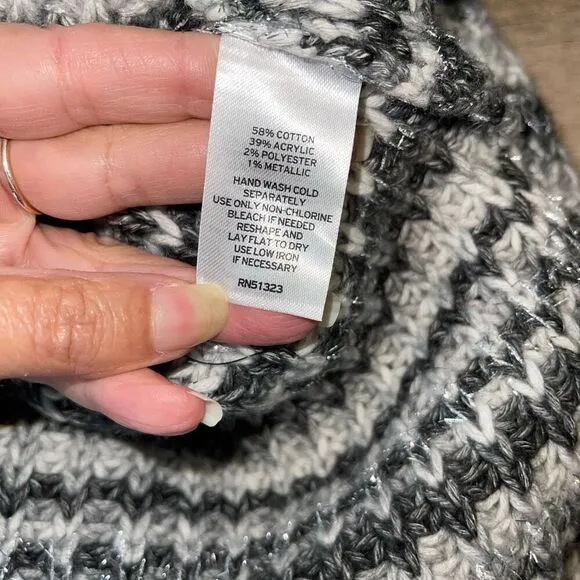 58% COTTON
39% ACRYLIC
2% POLYESTER
1% METALLIC
HAND WASH COLD
SEPARATELY
USE ONLY NON-CHLORINE
BLEACH IF NEEDED
RESHAPE AND
LAY FLAT TO DRY
USE LOW IRON
IF NECESSARY
RN51323